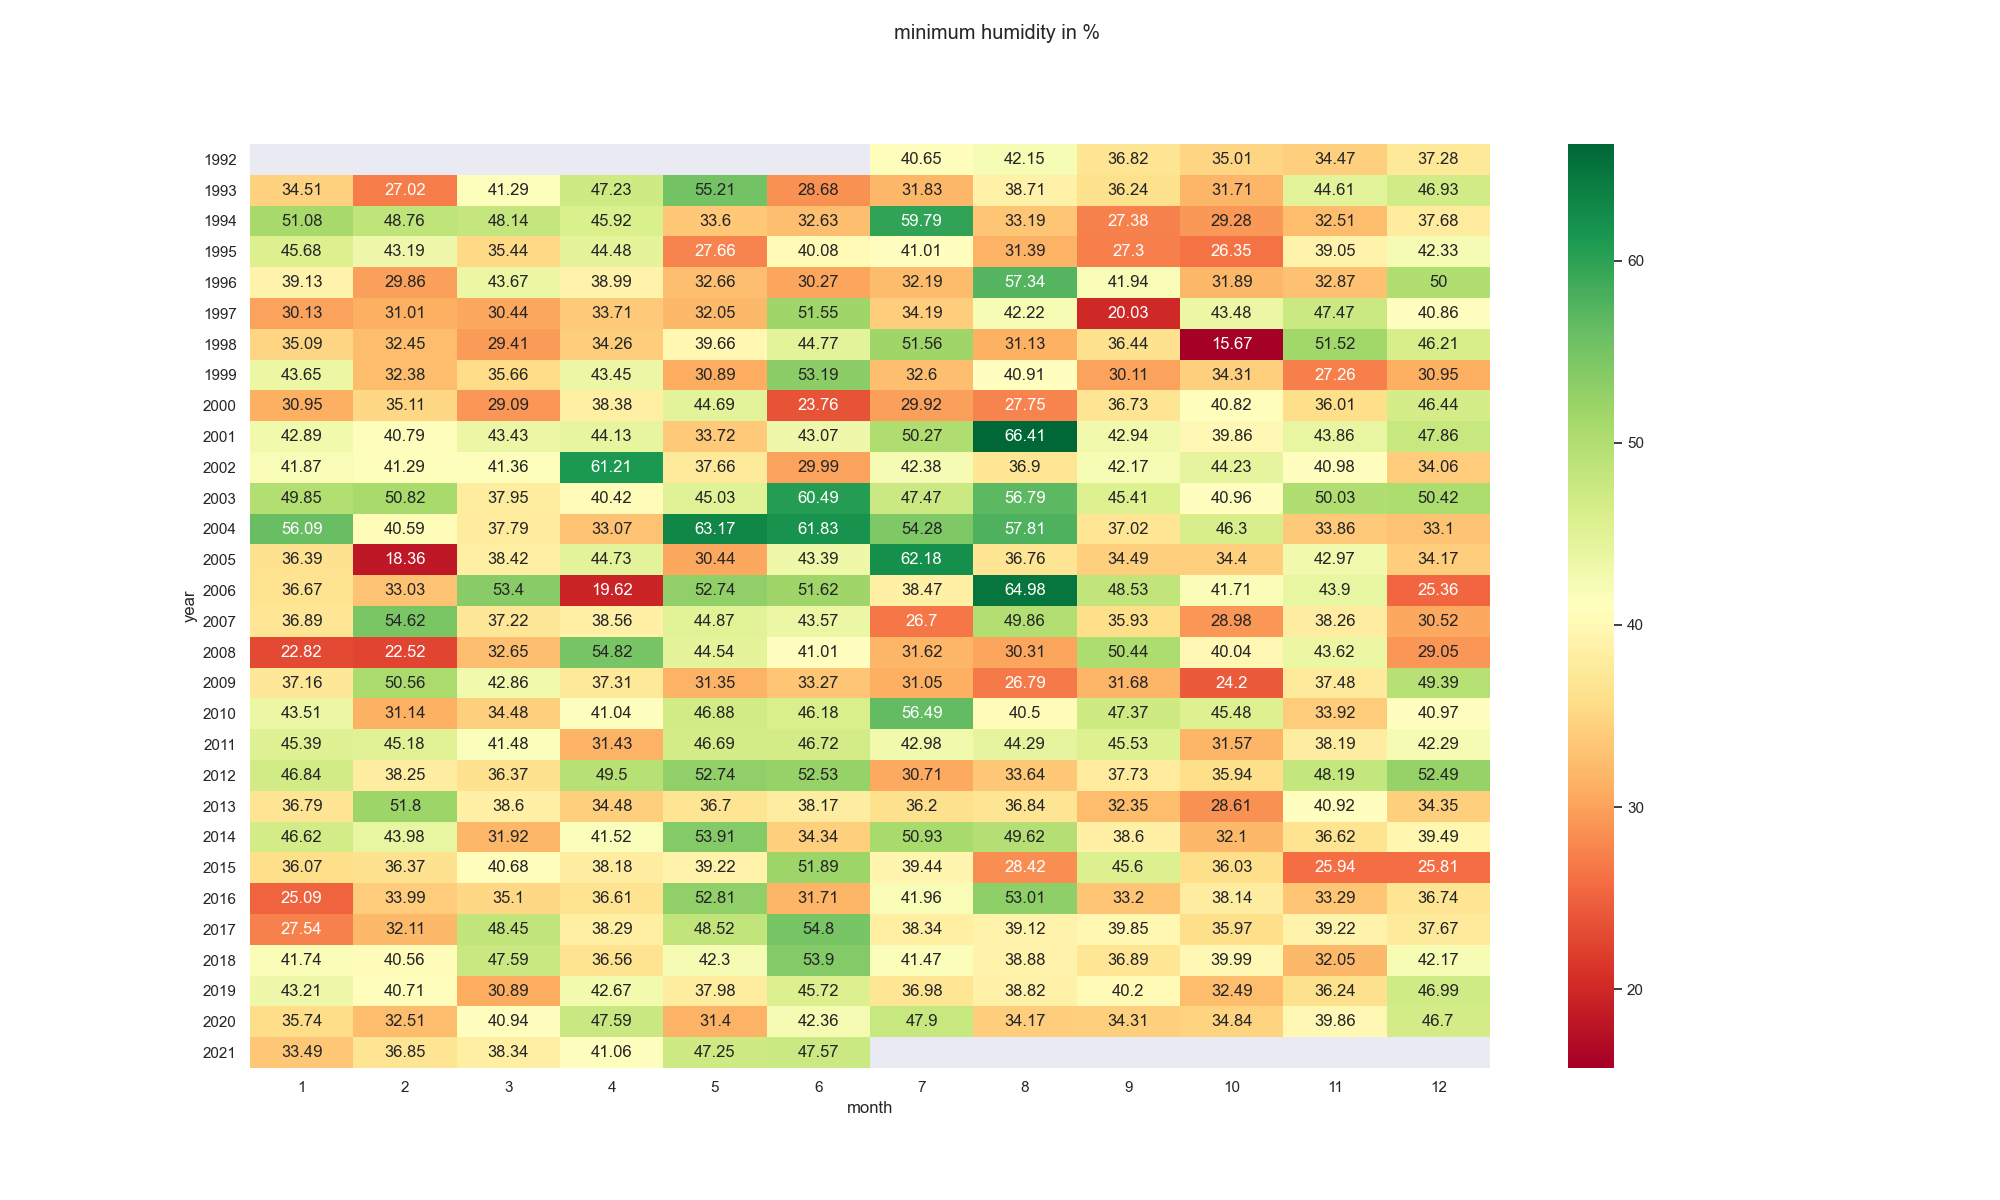 minimum humidity in %
1992 40.65 42.15 36.82 35.01 34.47 37.28
1993 34.51 27.02 41.29 47.23 55.21 28.68 31.83 38.71 36.24 31.71 44.61 46.93
1994 51.08 48.76 48.14 45.92 33.6 32.63 59.79 33.19 27.38 29.28 32.51 37.68
1995 45.68 43.19 35.44 44.48 27.66 40.08 41.01 31.39 27.3 26.35 39.05 42.33
1996 39.13 29.86 43.67 38.99 32.66 30.27 32.19 57.34 41.94 31.89 32.87 50
60
1997 30.13 31.01 30.44 33.71 32.05 51.55 34.19 42.22 20.03 43.48 47.47 40.86
1998 35.09 32.45 29.41 34.26 39.66 44.77 51.56 31.13 36.44 15.67 51.52 46.21
1999 43.65 32.38 35.66 43.45 30.89 53.19 32.6 40.91 30.11 34.31 27.26 30.95
2000 30.95 35.11 29.09 38.38 44.69 23.76 29.92 27.75 36.73 40.82 36.01 46.44
2001 42.89 40.79 43.43 44.13 33.72 43.07 50.27 66.41 42.94 39.86 43.86 47.86
50
2002 41.87 41.29 41.36 61.21 37.66 29.99 42.38 36.9 42.17 44.23 40.98 34.06
2003 49.85 50.82 37.95 40.42 45.03 60.49 47.47 56.79 45.41 40.96 50.03 50.42
2004 56.09 40.59 37.79 33.07 63.17 61.83 54.28 57.81 37.02 46.3 33.86 33.1
2005 36.39 18.36 38.42 44.73 30.44 43.39 62.18 36.76 34.49 34.4 42.97 34.17
2006 36.67 33.03 53.4 19.62 52.74 51.62 38.47 64.98 48.53 41.71 43.9 25.36
year
2007 36.89 54.62 37.22 38.56 44.87 43.57 26.7 49.86 35.93 28.98 38.26 30.52
40
2008 22.82 22.52 32.65 54.82 44.54 41.01 31.62 30.31 50.44 40.04 43.62 29.05
2009 37.16 50.56 42.86 37.31 31.35 33.27 31.05 26.79 31.68 24.2 37.48 49.39
2010 43.51 31.14 34.48 41.04 46.88 46.18 56.49 40.5 47.37 45.48 33.92 40.97
2011 45.39 45.18 41.48 31.43 46.69 46.72 42.98 44.29 45.53 31.57 38.19 42.29
2012 46.84 38.25 36.37 49.5 52.74 52.53 30.71 33.64 37.73 35.94 48.19 52.49
2013 36.79 51.8 38.6 34.48 36.7 38.17 36.2 36.84 32.35 28.61 40.92 34.35
30
2014 46.62 43.98 31.92 41.52 53.91 34.34 50.93 49.62 38.6 32.1 36.62 39.49
2015 36.07 36.37 40.68 38.18 39.22 51.89 39.44 28.42 45.6 36.03 25.94 25.81
2016 25.09 33.99 35.1 36.61 52.81 31.71 41.96 53.01 33.2 38.14 33.29 36.74
2017 27.54 32.11 48.45 38.29 48.52 54.8 38.34 39.12 39.85 35.97 39.22 37.67
2018 41.74 40.56 47.59 36.56 42.3 53.9 41.47 38.88 36.89 39.99 32.05 42.17
2019 43.21 40.71 30.89 42.67 37.98 45.72 36.98 38.82 40.2 32.49 36.24 46.99
20
2020 35.74 32.51 40.94 47.59 31.4 42.36 47.9 34.17 34.31 34.84 39.86 46.7
2021 33.49 36.85 38.34 41.06 47.25 47.57
1 2 3 4 5 6 7 8 9 10 11 12
month